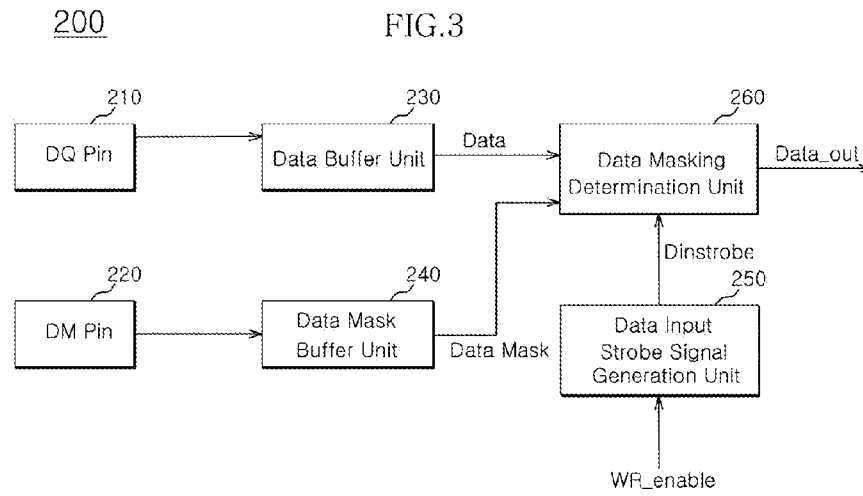 200
FIG.3
210
DQ Pin
230
Data Buffer Unit
Data
260
Data Masking
Determination Unit
Data_out
Dinstrobe
220
DM Pin
240
Data Mask
Buffer Unit
Data Mask
250
Data Input
Strobe Signal
Generation Unit
WR_enable